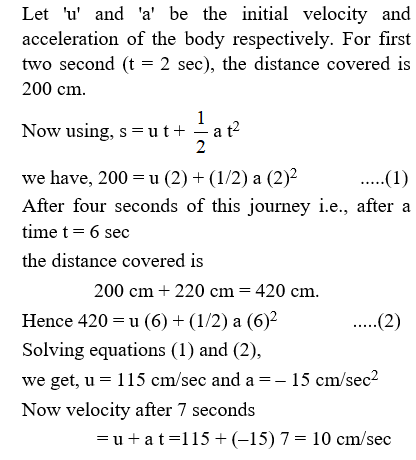 Let 'u' and 'a' be the initial velocity and
acceleration of the body respectively. For first
two second (t = 2 sec), the distance covered is
200 cm.
Now using, s = u t + 1/2 a t²
we have, 200 = u (2) + (1/2) a (2)² .....(1)
After four seconds of this journey i.e., after a
time t = 6 sec
the distance covered is
200 cm + 220 cm = 420 cm.
Hence 420 = u (6) + (1/2) a (6)² .....(2)
Solving equations (1) and (2),
we get, u = 115 cm/sec and a = – 15 cm/sec²
Now velocity after 7 seconds
= u + a t =115 + (–15) 7 = 10 cm/sec